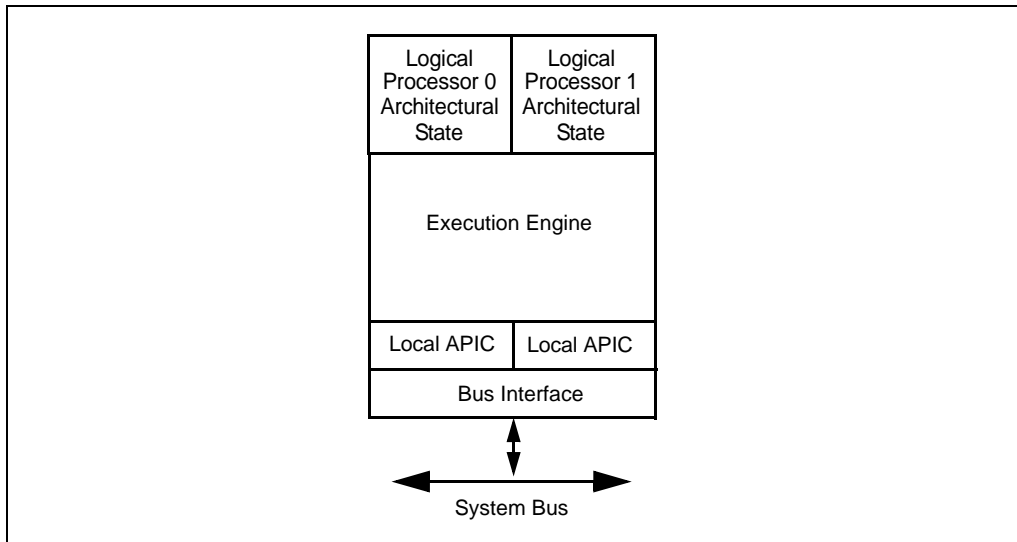 Logical
Processor 0
Architectural
State
Logical
Processor 1
Architectural
State
Execution Engine
Local APIC
Local APIC
Bus Interface
System Bus